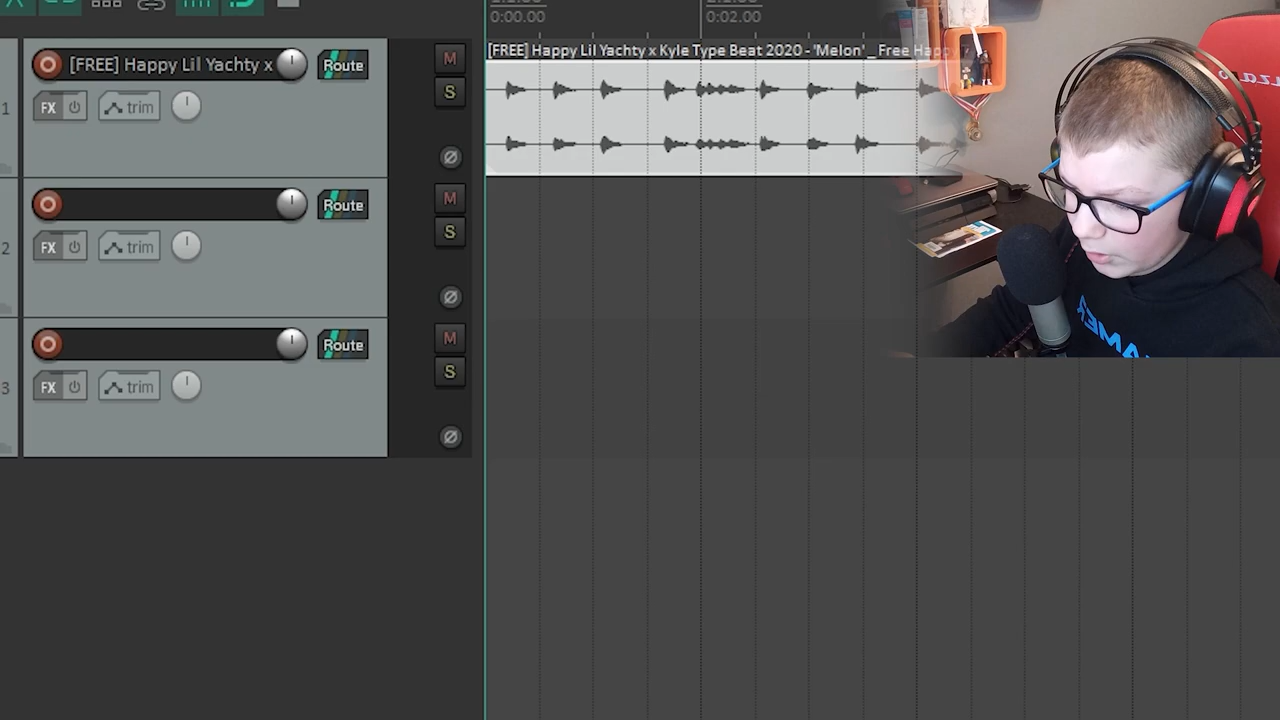 0:00.00
0:02.00
[FREE] Happy Lil Yachty x
Route
M
[FREE] Happy Lil Yachty x Kyle Type Beat 2020 - 'Melon' _ Free Happ
FX
trim
S
1
Route
M
FX
trim
S
2
Route
M
FX
trim
S
3